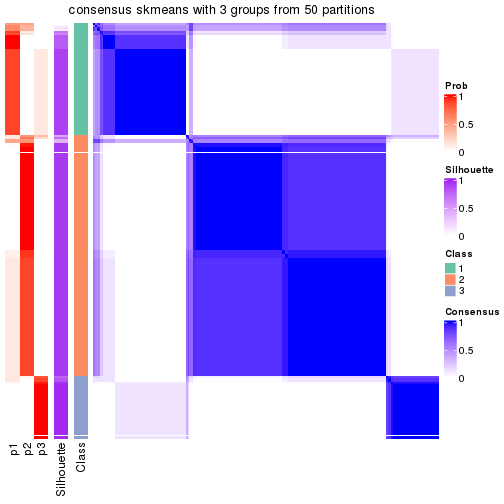 consensus skmeans with 3 groups from 50 partitions
Prob
1
0.5
0
Silhouette
1
0.5
0
Class
1
2
3
Consensus
1
0.5
0
p1
p2
p3
Silhouette
Class